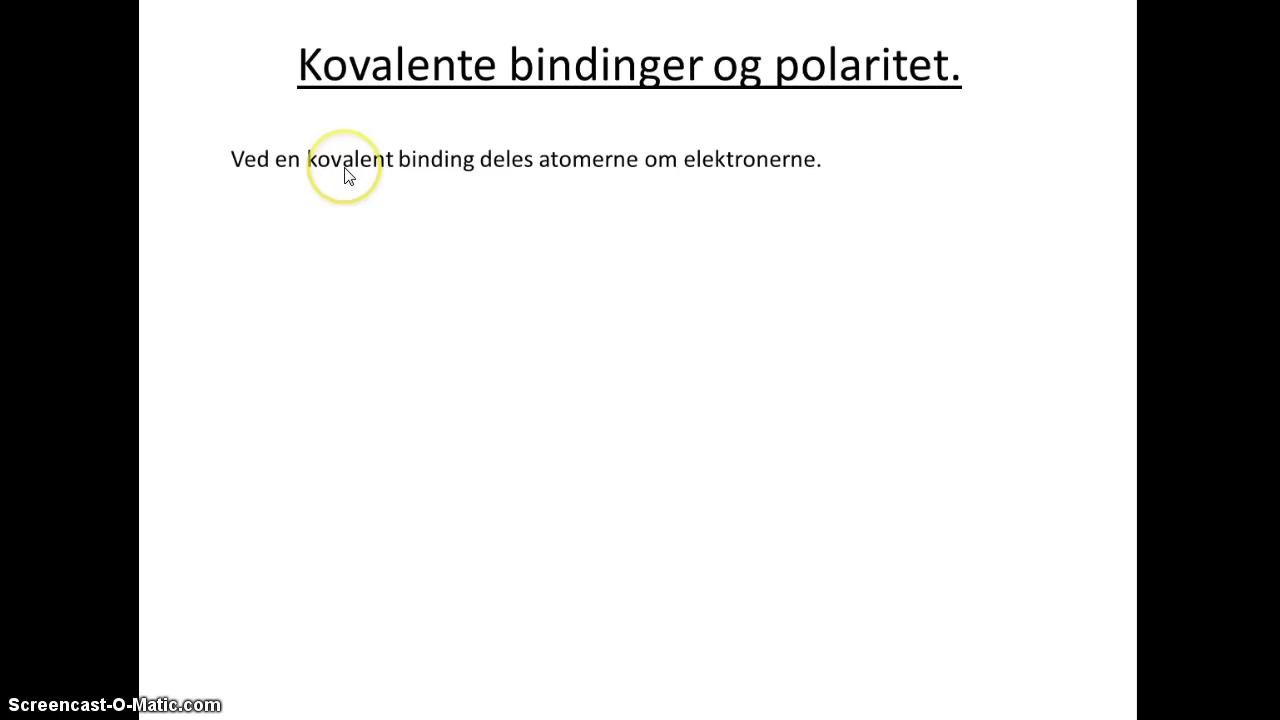 Kovalente bindinger og polaritet.
Ved en kovalent binding deles atomerne om elektronerne.
Screencast-O-Matic.com